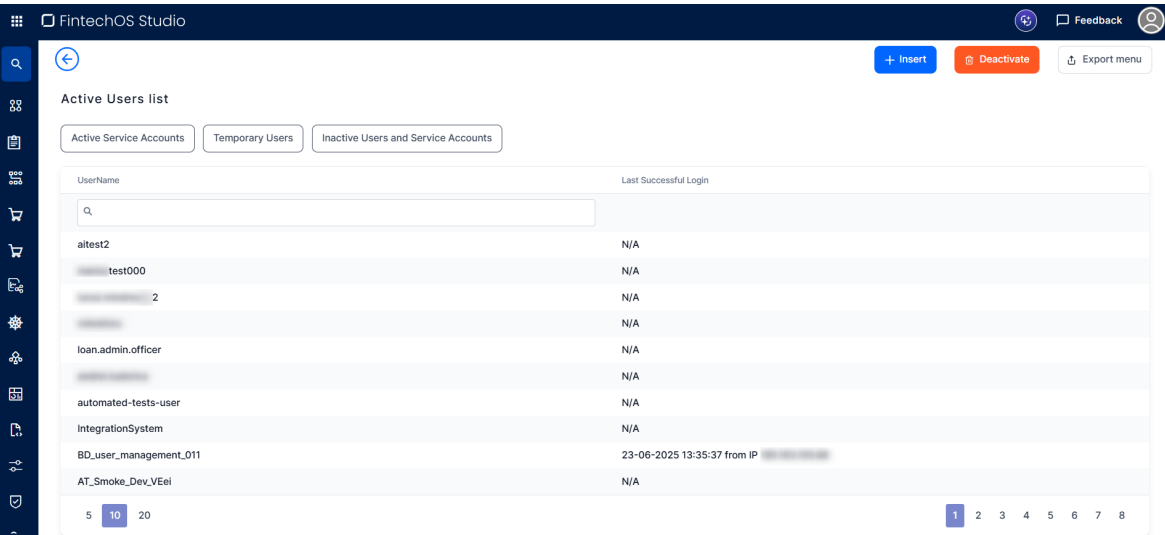 FintechOS Studio
Feedback
Insert
Deactivate
Export menu
Active Users list
Active Service Accounts
Temporary Users
Inactive Users and Service Accounts
UserName Last Successful Login
aitest2 N/A
test000 N/A
2 N/A
N/A
loan.admin.officer N/A
N/A
automated-tests-user N/A
IntegrationSystem N/A
BD_user_management_011 23-06-2025 13:35:37 from IP
AT_Smoke_Dev_VEei N/A
5 10 20 1 2 3 4 5 6 7 8